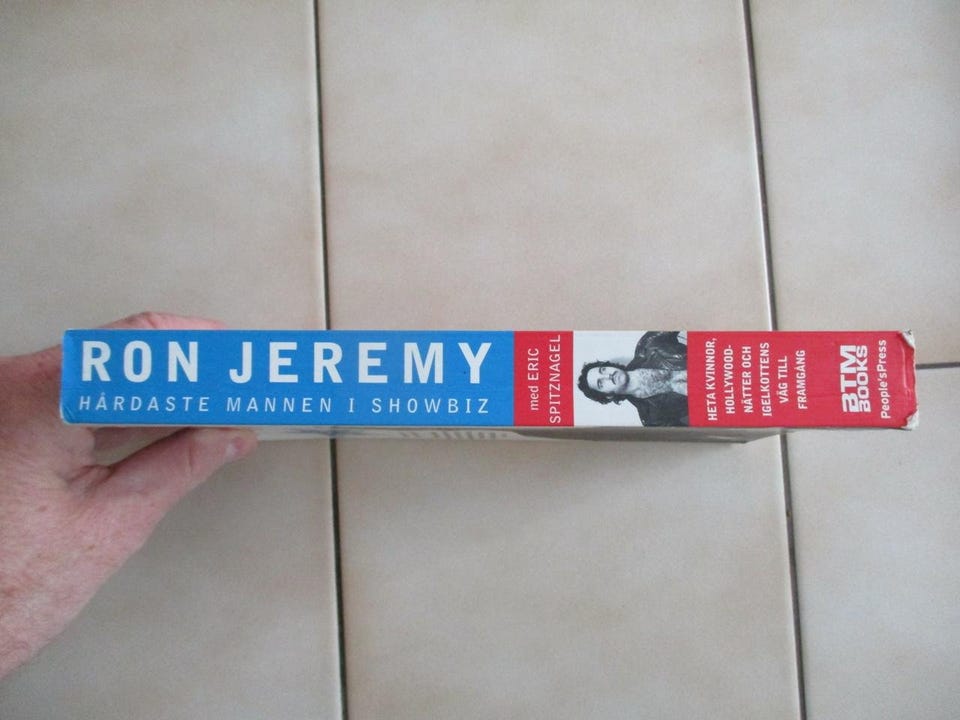 RON JEREMY
HÅRDASTE MANNEN I SHOWBIZ
med ERIC
SPITZNAGEL
HETA KVINNOR,
HOLLYWOOD-
NÄTTER OCH
IGELKOTTENS
VÄG TILL
FRAMGÅNG
BTM
BOOKS
People'sPress